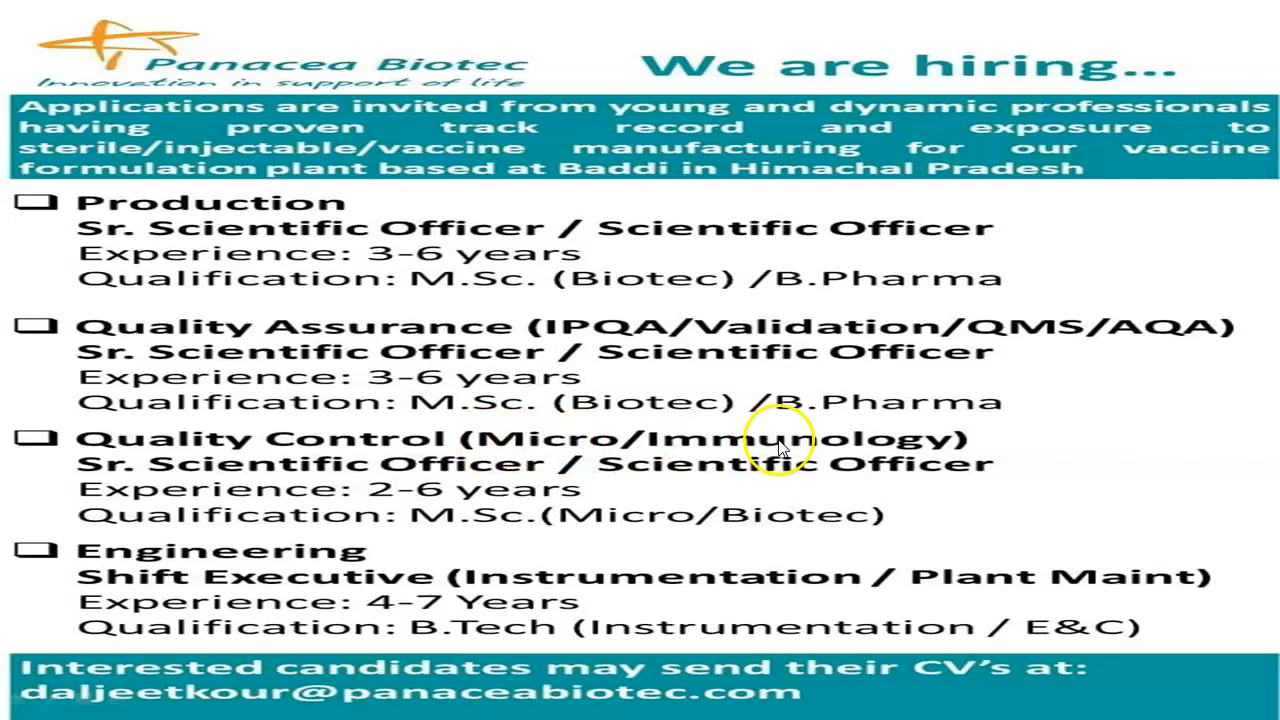 Panacea Biotec
Innovation in support of life
We are hiring...
Applications are invited from young and dynamic professionals
having proven track record and exposure to
sterile/injectable/vaccine manufacturing for our vaccine
formulation plant based at Baddi in Himachal Pradesh
Production
Sr. Scientific Officer / Scientific Officer
Experience: 3-6 years
Qualification: M.Sc. (Biotec) /B.Pharma
Quality Assurance (IPQA/Validation/QMS/AQA)
Sr. Scientific Officer / Scientific Officer
Experience: 3-6 years
Qualification: M.Sc. (Biotec) /B.Pharma
Quality Control (Micro/Immunology)
Sr. Scientific Officer / Scientific Officer
Experience: 2-6 years
Qualification: M.Sc.(Micro/Biotec)
Engineering
Shift Executive (Instrumentation / Plant Maint)
Experience: 4-7 Years
Qualification: B.Tech (Instrumentation / E&C)
Interested candidates may send their CV's at:
daljeetkour@panaceabiotec.com